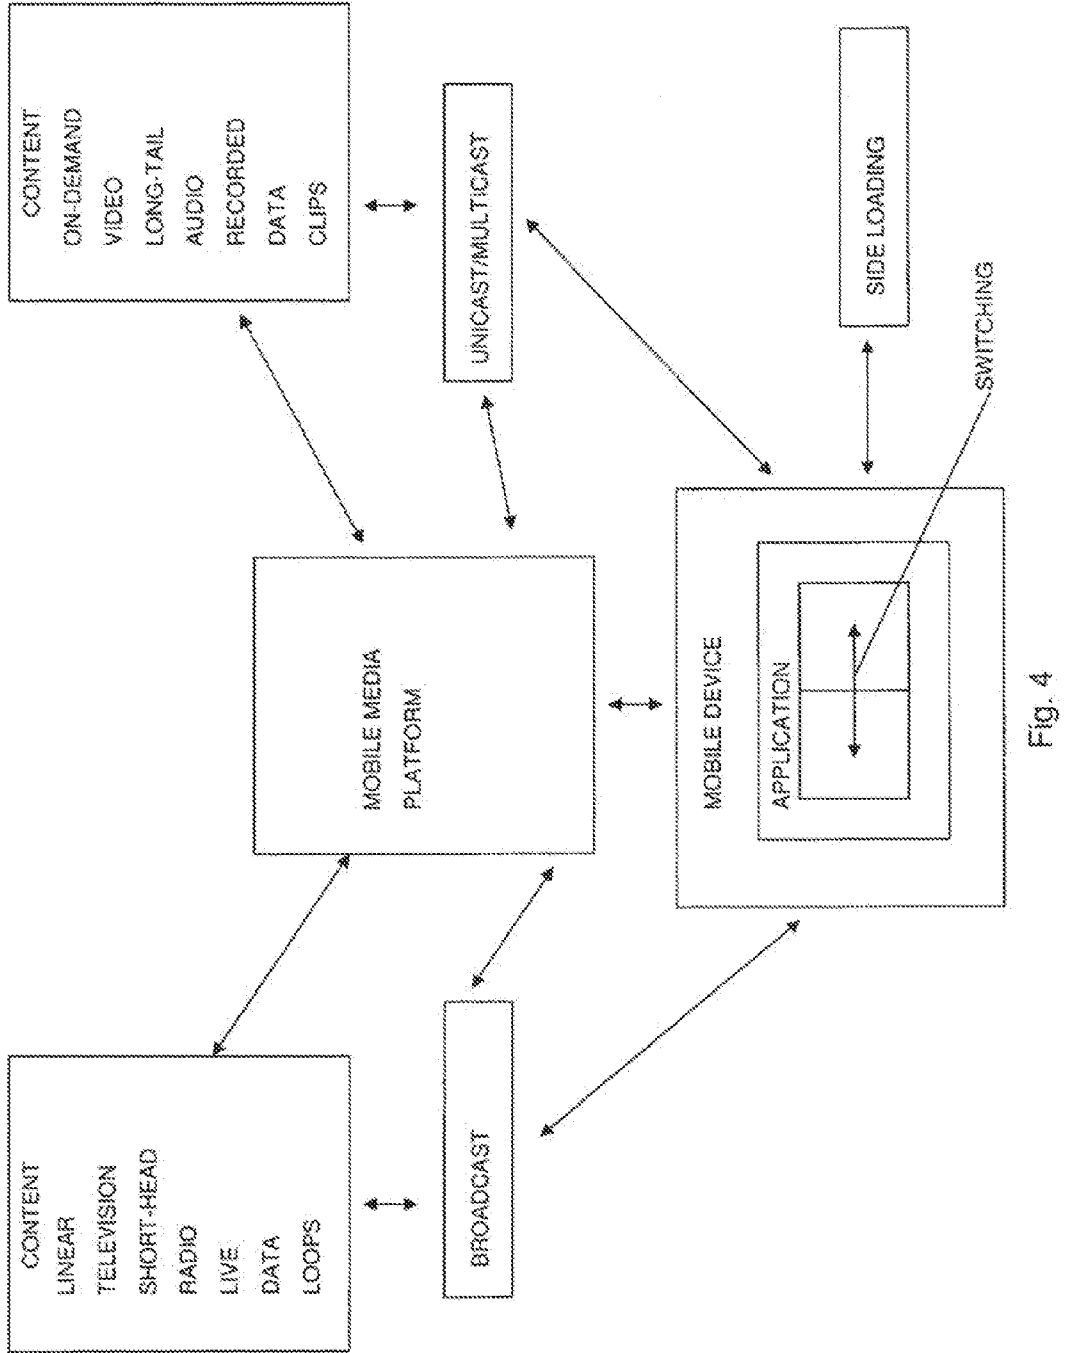 CONTENT
LINEAR
TELEVISION
SHORT-HEAD
RADIO
LIVE
DATA
LOOPS
CONTENT
ON-DEMAND
VIDEO
LONG-TAIL
AUDIO
RECORDED
DATA
CLIPS
MOBILE MEDIA
PLATFORM
BROADCAST
UNICAST/MULTICAST
MOBILE DEVICE
APPLICATION
SIDE LOADING
SWITCHING
Fig. 4